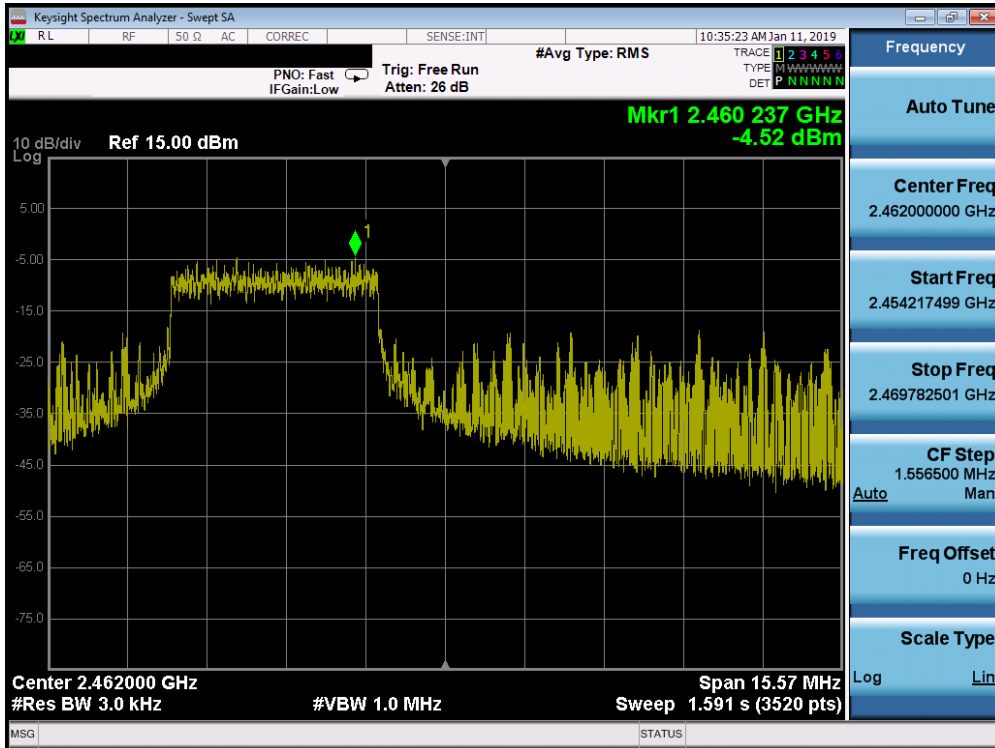 Keysight Spectrum Analyzer - Swept SA
LXI RL RF 50 Ω AC CORREC SENSE:INT 10:35:23 AM Jan 11, 2019
#Avg Type: RMS
TRACE 1 2 3 4 5 6
TYPE M W W W W W
DET P N N N N N
PNO: Fast Trig: Free Run
IFGain:Low Atten: 26 dB
Mkr1 2.460 237 GHz
-4.52 dBm
10 dB/div Ref 15.00 dBm
Log
1
5.00
-5.00
-15.0
-25.0
-35.0
-45.0
-55.0
-65.0
-75.0
Center 2.462000 GHz Span 15.57 MHz
#Res BW 3.0 kHz #VBW 1.0 MHz Sweep 1.591 s (3520 pts)
MSG STATUS
Frequency
Auto Tune
Center Freq
2.462000000 GHz
Start Freq
2.454217499 GHz
Stop Freq
2.469782501 GHz
CF Step
1.556500 MHz
Auto Man
Freq Offset
0 Hz
Scale Type
Log Lin